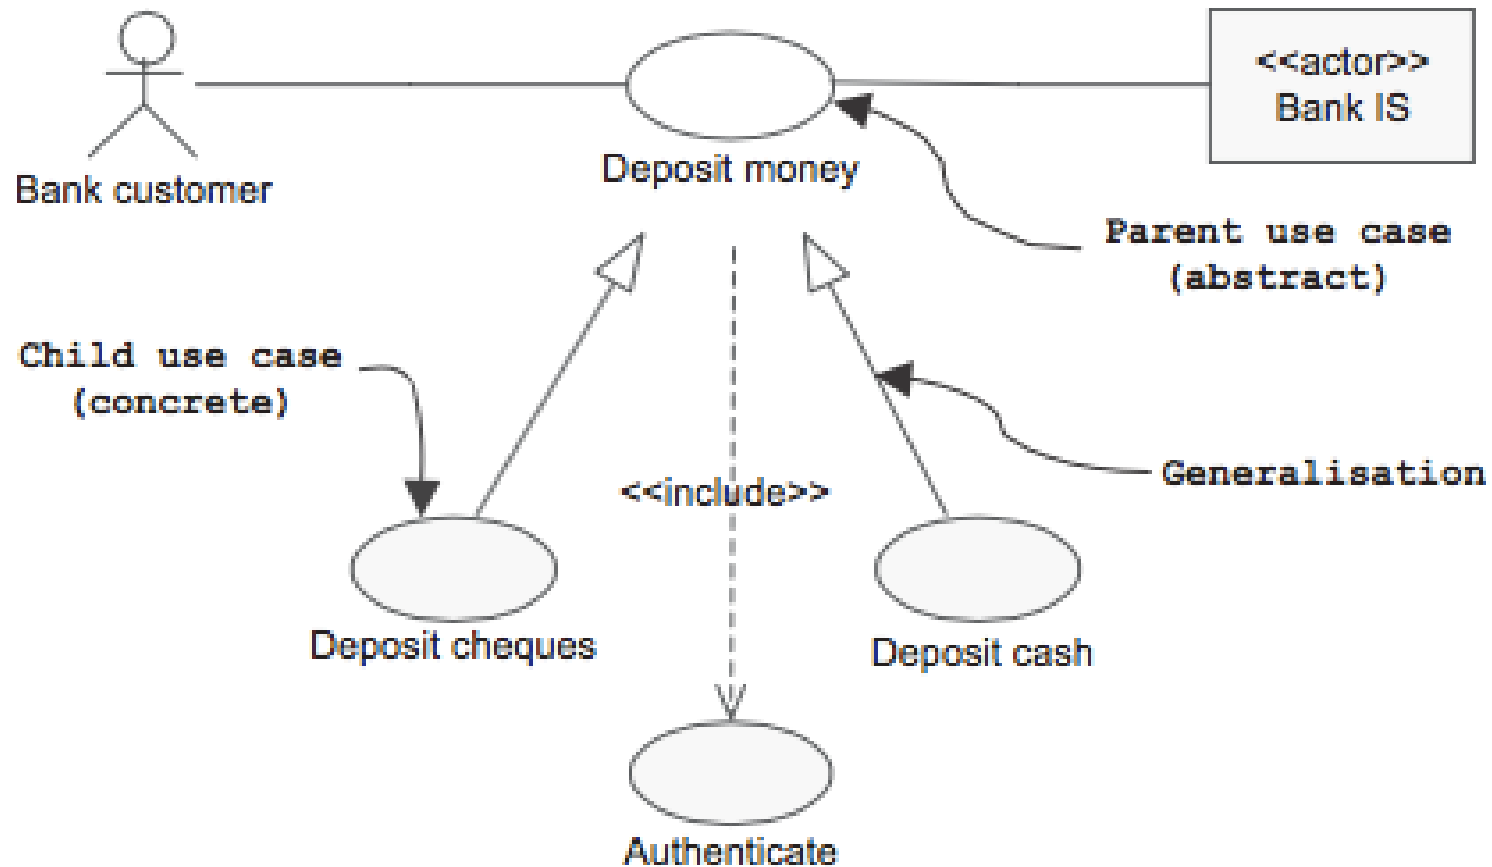 <<actor>>
Bank IS
Bank customer
Deposit money
Parent use case
(abstract)
Child use case
(concrete)
Generalisation
<<include>>
Deposit cheques
Deposit cash
Authenticate